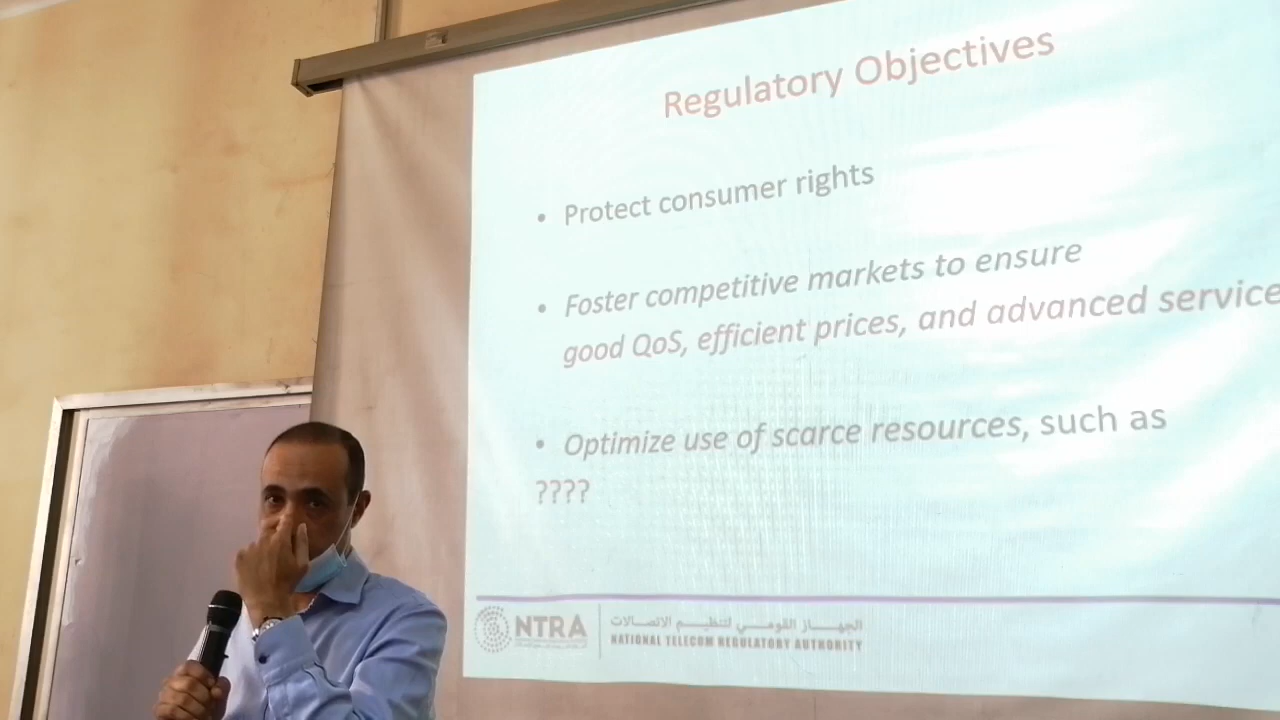 Regulatory Objectives
• Protect consumer rights
• Foster competitive markets to ensure
good QoS, efficient prices, and advanced service
• Optimize use of scarce resources, such as
????
NTRA
الجهاز القومي لتنظيم الاتصالات
NATIONAL TELECOM REGULATORY AUTHORITY